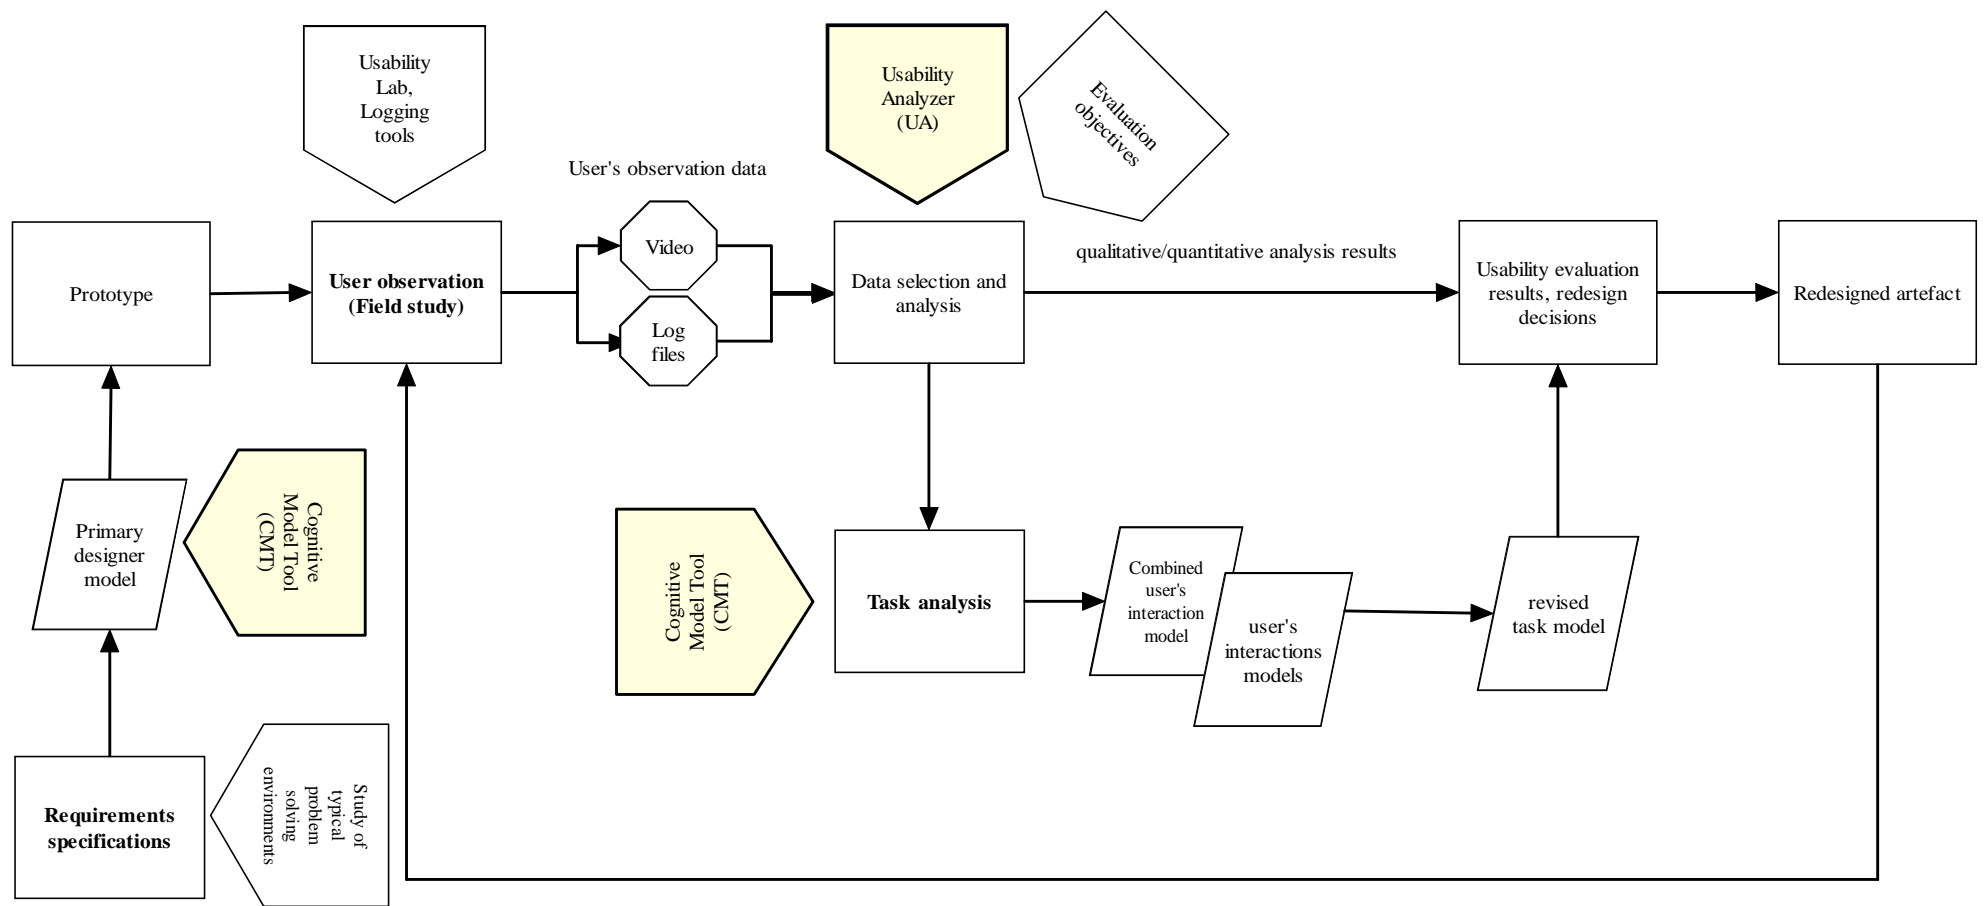 Usability
Lab,
Logging
tools
Usability
Analyzer
(UA)
Evaluation
objectives
User's observation data
Prototype
User observation
(Field study)
Video
Log
files
Data selection and
analysis
qualitative/quantitative analysis results
Usability evaluation
results, redesign
decisions
Redesigned artefact
Primary
designer
model
Cognitive
Model Tool
(CMT)
Cognitive
Model Tool
(CMT)
Task analysis
Combined
user's
interaction
model
user's
interactions
models
revised
task model
Requirements
specifications
Study of
typical
problem
solving
environments